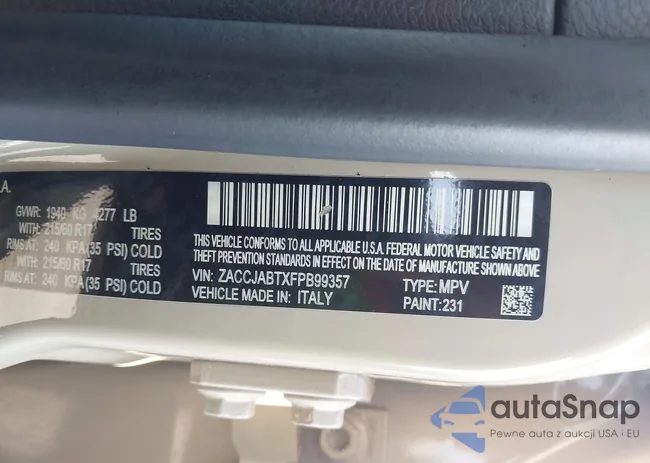 .A.
GVWR: 1940 KG 4277 LB
WITH: 215/60 R17 TIRES
RIMS AT: 240 KPA(35 PSI) COLD
WITH: 215/60 R17 TIRES
RIMS AT: 240 KPA(35 PSI) COLD
THIS VEHICLE CONFORMS TO ALL APPLICABLE U.S.A. FEDERAL MOTOR VEHICLE SAFETY AND
THEFT PREVENTION STANDARDS IN EFFECT ON THE DATE OF MANUFACTURE SHOWN ABOVE.
VIN: ZACCJABTXFPB99357 TYPE: MPV
VEHICLE MADE IN: ITALY PAINT: 231
autaSnap
Pewne auta z aukcji USA i EU